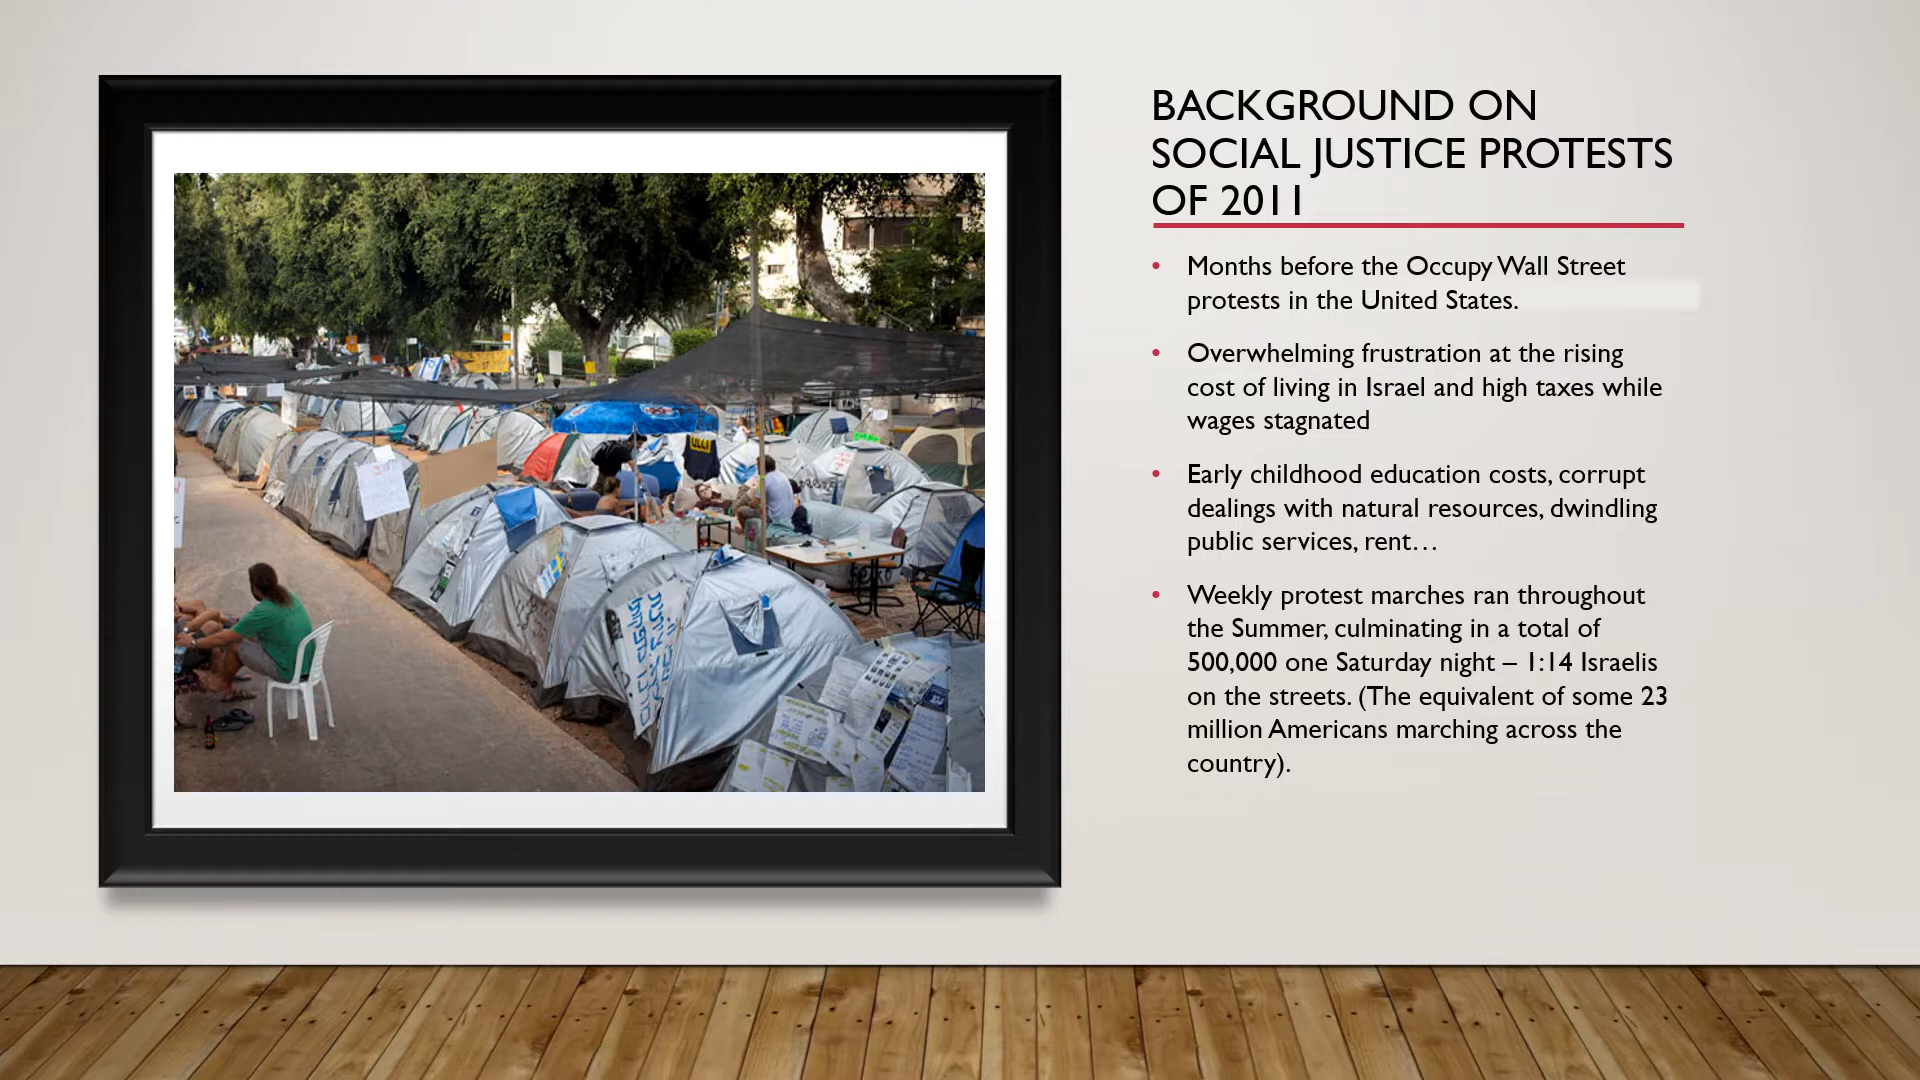 BACKGROUND ON
SOCIAL JUSTICE PROTESTS
OF 2011
• Months before the Occupy Wall Street
protests in the United States.
• Overwhelming frustration at the rising
cost of living in Israel and high taxes while
wages stagnated
• Early childhood education costs, corrupt
dealings with natural resources, dwindling
public services, rent…
• Weekly protest marches ran throughout
the Summer, culminating in a total of
500,000 one Saturday night – 1:14 Israelis
on the streets. (The equivalent of some 23
million Americans marching across the
country).